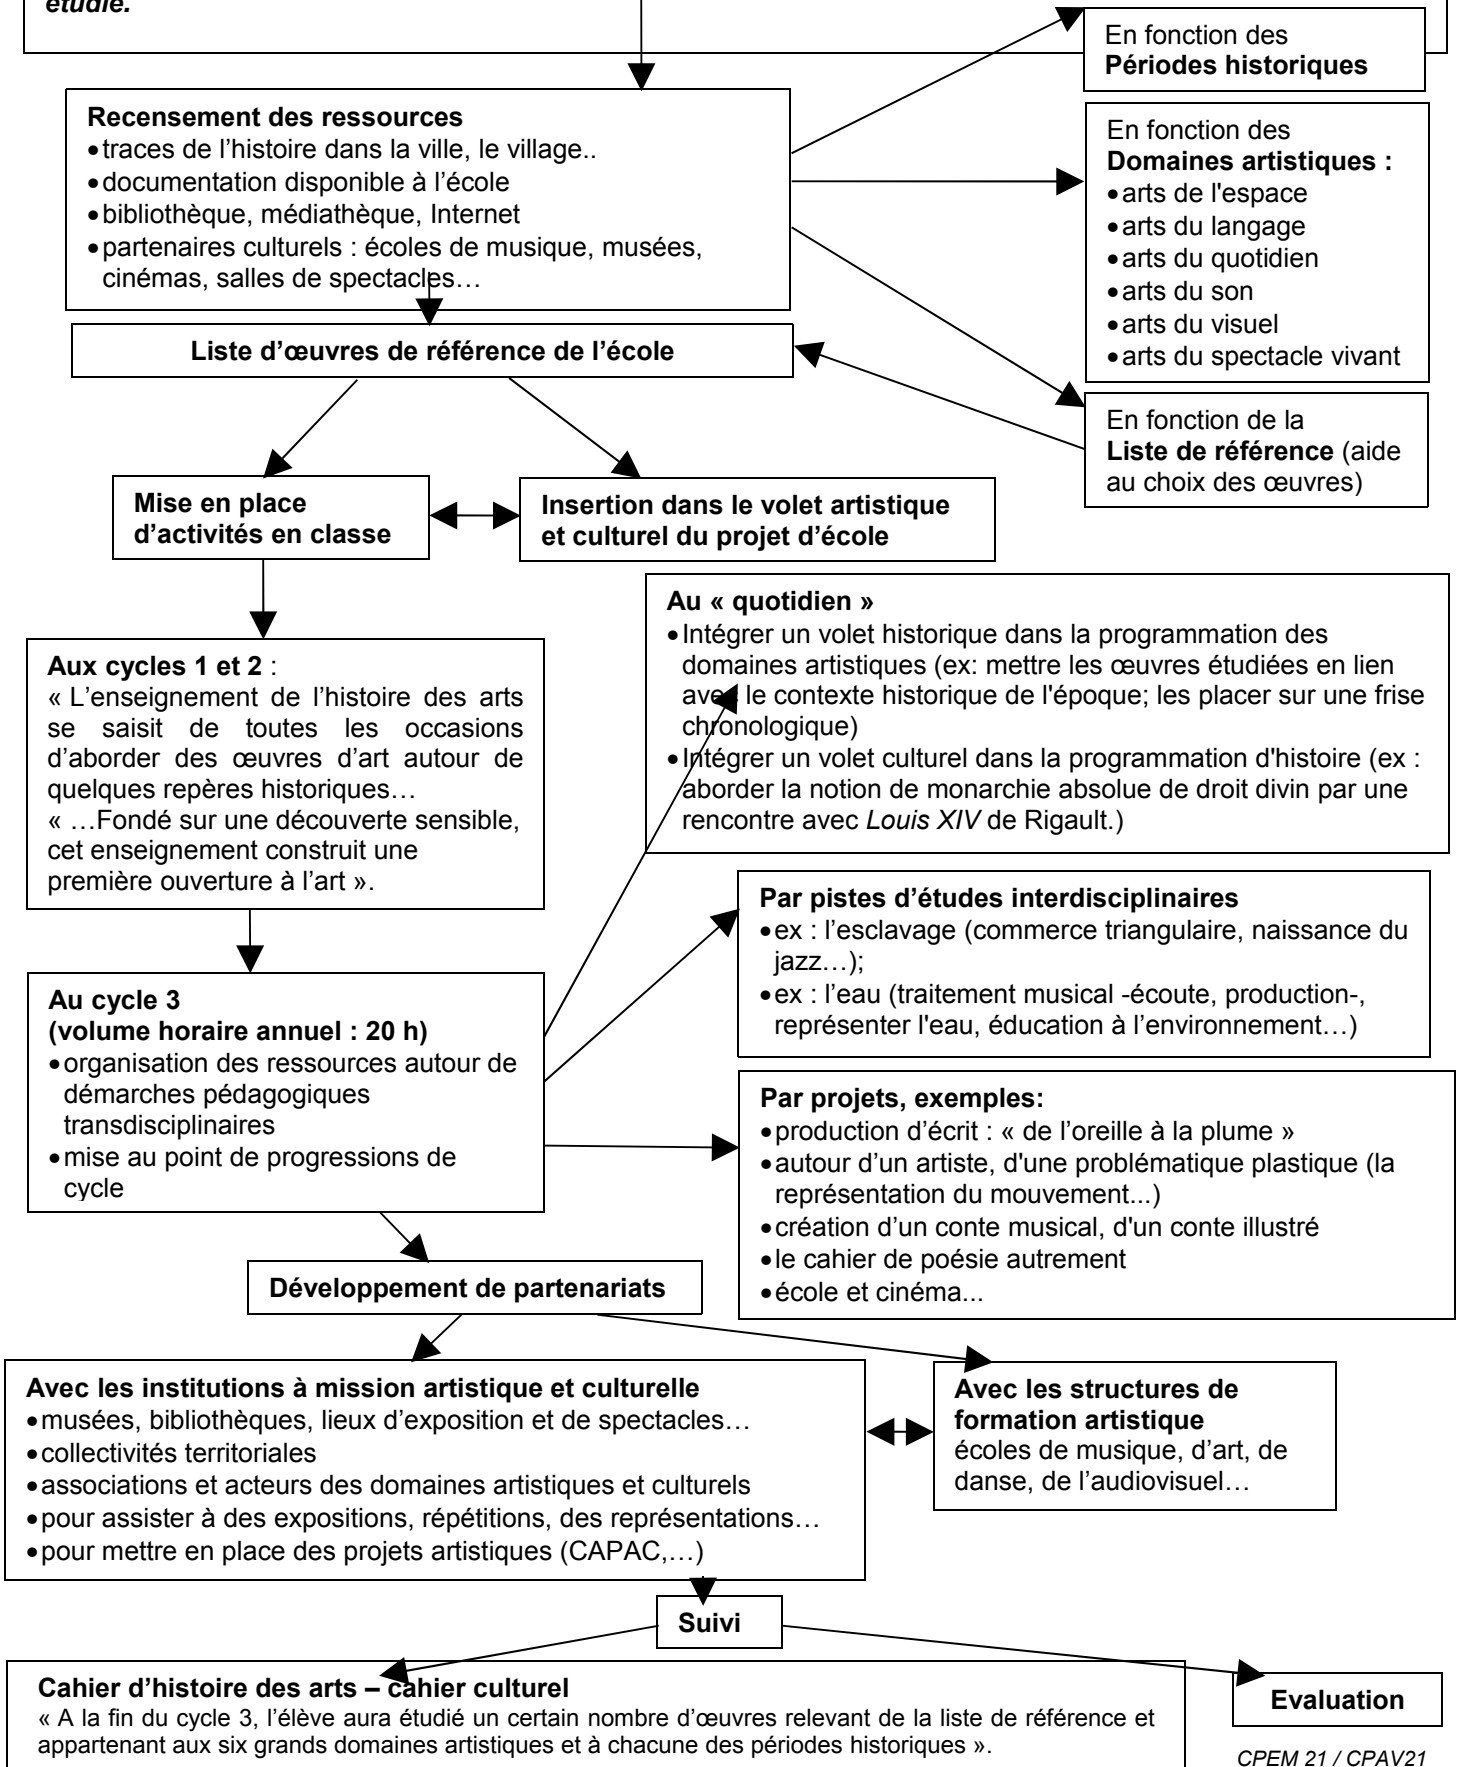 étudié.
En fonction des
Périodes historiques
Recensement des ressources
•traces de l’histoire dans la ville, le village..
•documentation disponible à l’école
•bibliothèque, médiathèque, Internet
•partenaires culturels : écoles de musique, musées,
cinémas, salles de spectacles…
En fonction des
Domaines artistiques :
•arts de l'espace
•arts du langage
•arts du quotidien
•arts du son
•arts du visuel
•arts du spectacle vivant
Liste d’œuvres de référence de l’école
En fonction de la
Liste de référence (aide
au choix des œuvres)
Mise en place
d’activités en classe
Insertion dans le volet artistique
et culturel du projet d’école
Au « quotidien »
•Intégrer un volet historique dans la programmation des
domaines artistiques (ex: mettre les œuvres étudiées en lien
avec le contexte historique de l'époque; les placer sur une frise
chronologique)
•Intégrer un volet culturel dans la programmation d'histoire (ex :
aborder la notion de monarchie absolue de droit divin par une
rencontre avec Louis XIV de Rigault.)
Aux cycles 1 et 2 :
« L’enseignement de l’histoire des arts
se saisit de toutes les occasions
d’aborder des œuvres d’art autour de
quelques repères historiques…
« …Fondé sur une découverte sensible,
cet enseignement construit une
première ouverture à l’art ».
Par pistes d’études interdisciplinaires
•ex : l’esclavage (commerce triangulaire, naissance du
jazz…);
•ex : l’eau (traitement musical -écoute, production-,
représenter l'eau, éducation à l’environnement…)
Au cycle 3
(volume horaire annuel : 20 h)
•organisation des ressources autour de
démarches pédagogiques
transdisciplinaires
•mise au point de progressions de
cycle
Par projets, exemples:
•production d’écrit : « de l’oreille à la plume »
•autour d’un artiste, d'une problématique plastique (la
représentation du mouvement...)
•création d’un conte musical, d'un conte illustré
•le cahier de poésie autrement
•école et cinéma...
Développement de partenariats
Avec les institutions à mission artistique et culturelle
•musées, bibliothèques, lieux d’exposition et de spectacles…
•collectivités territoriales
•associations et acteurs des domaines artistiques et culturels
•pour assister à des expositions, répétitions, des représentations…
•pour mettre en place des projets artistiques (CAPAC,…)
Avec les structures de
formation artistique
écoles de musique, d’art, de
danse, de l’audiovisuel…
Suivi
Cahier d’histoire des arts – cahier culturel
« A la fin du cycle 3, l’élève aura étudié un certain nombre d’œuvres relevant de la liste de référence et
appartenant aux six grands domaines artistiques et à chacune des périodes historiques ».
Evaluation
CPEM 21 / CPAV21